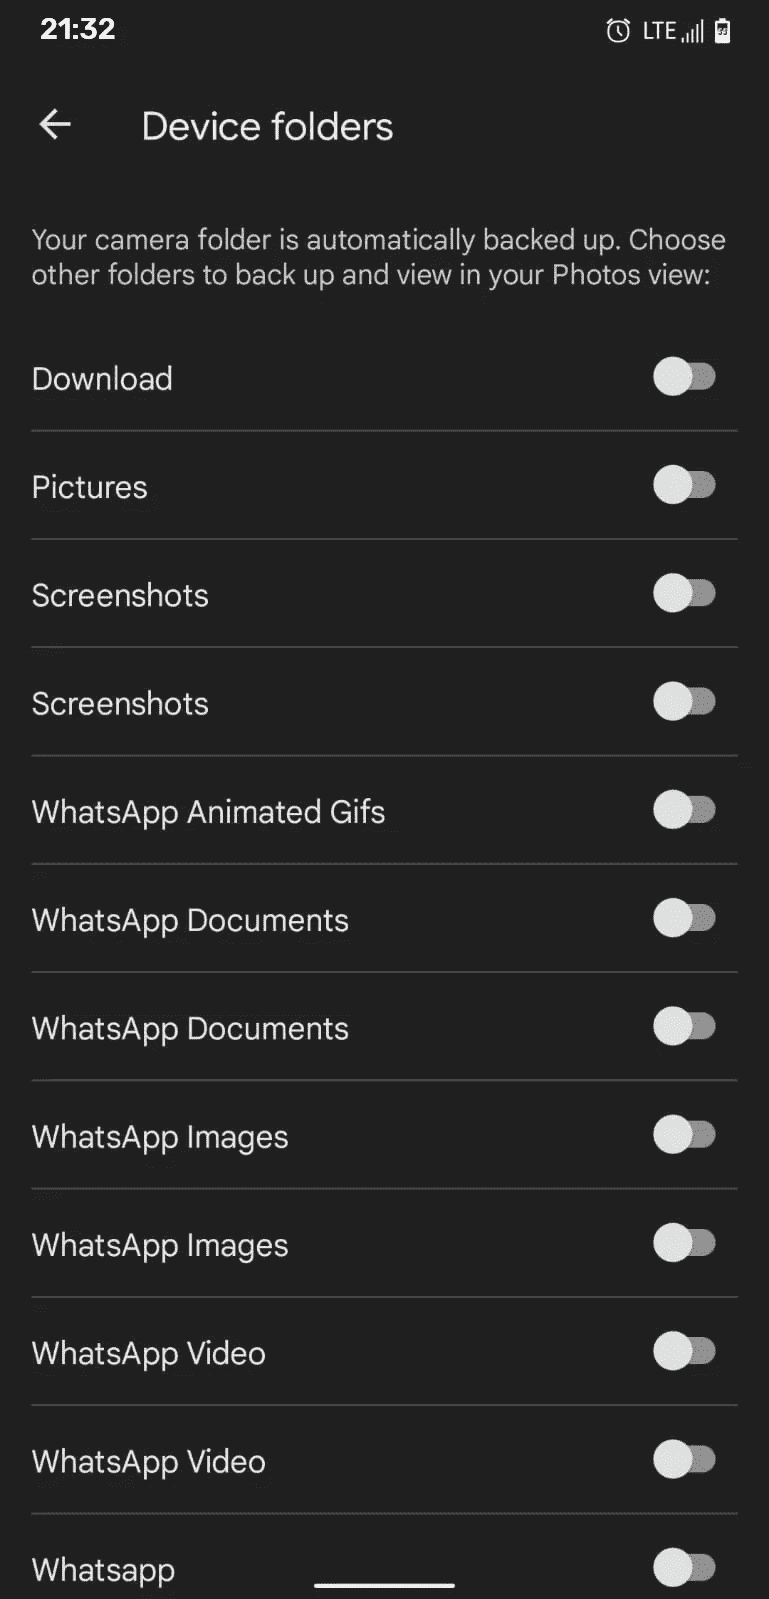 21:32
LTE
Device folders
Your camera folder is automatically backed up. Choose
other folders to back up and view in your Photos view:
Download
Pictures
Screenshots
Screenshots
WhatsApp Animated Gifs
WhatsApp Documents
WhatsApp Documents
WhatsApp Images
WhatsApp Images
WhatsApp Video
WhatsApp Video
Whatsapp